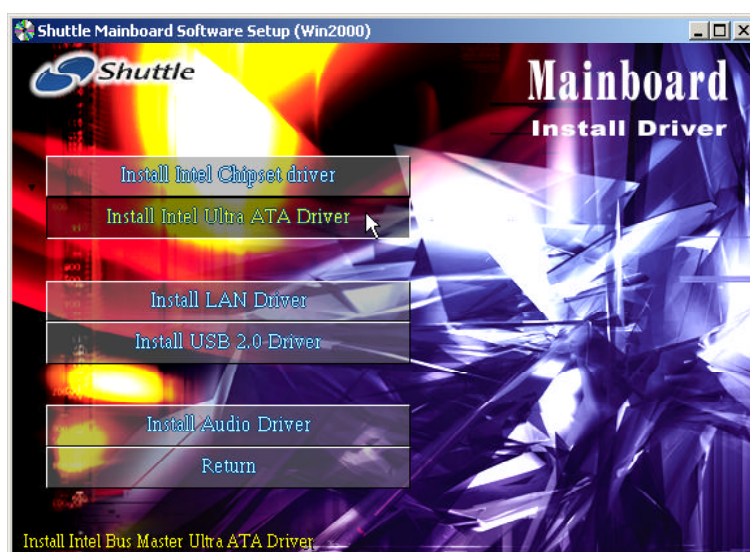 Shuttle Mainboard Software Setup (Win2000)
Shuttle
Mainboard
Install Driver
Install Intel Chipset driver
Install Intel Ultra ATA Driver
Install LAN Driver
Install USB 2.0 Driver
Install Audio Driver
Return
Install Intel Bus Master Ultra ATA Driver